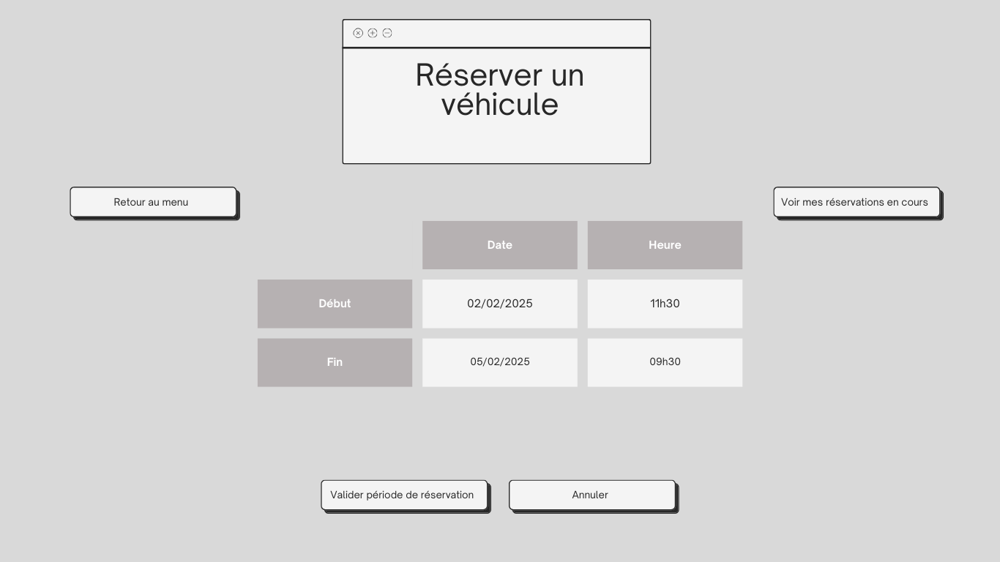 Réserver un
véhicule
Retour au menu
Voir mes réservations en cours
Date
Heure
Début
02/02/2025
11h30
Fin
05/02/2025
09h30
Valider période de réservation
Annuler